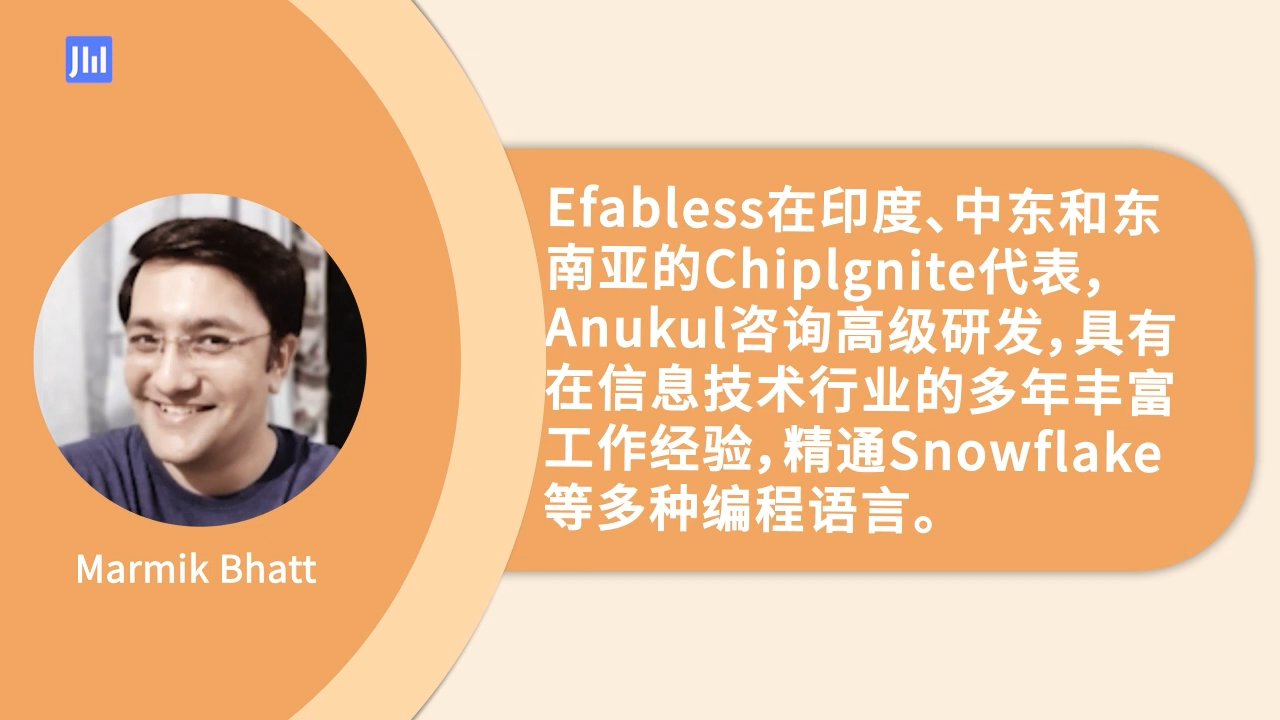 Efabless在印度、中东和东
南亚的Chiplgnite代表，
Anukul咨询高级研发，具有
在信息技术行业的多年丰富
工作经验，精通Snowflake
等多种编程语言。
Marmik Bhatt